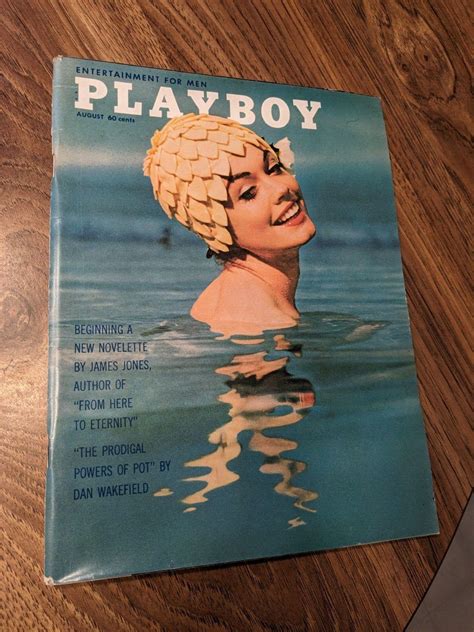 ENTERTAINMENT FOR MEN
PLAYBOY
AUGUST 60 cents
BEGINNING A
NEW NOVELETTE
BY JAMES JONES,
AUTHOR OF
"FROM HERE
TO ETERNITY"
"THE PRODIGAL
POWERS OF POT" BY
DAN WAKEFIELD